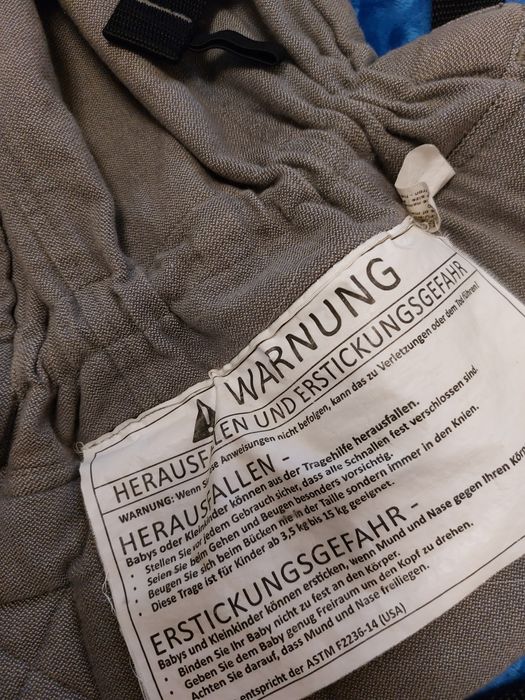 WARNUNG
HERAUSFALLEN UND ERSTICKUNGSGEFAHR
WARNUNG: Wenn Sie diese Anweisungen nicht befolgen, kann das zu Verletzungen oder dem Tod führen!
HERAUSFALLEN -
Babys oder Kleinkinder können aus der Tragehilfe herausfallen.
· Stellen Sie vor jedem Gebrauch sicher, dass alle Schnallen fest verschlossen sind.
· Seien Sie beim Gehen und Beugen besonders vorsichtig.
· Beugen Sie sich beim Bücken nie in der Taille sondern immer in den Knien.
· Diese Trage ist für Kinder ab 3,5 kg bis 15 kg geeignet.
ERSTICKUNGSGEFAHR -
Babys und Kleinkinder können ersticken, wenn Mund und Nase gegen Ihren
· Binden Sie Ihr Baby nicht zu fest an den Körper.
· Geben Sie dem Baby genug Freiraum um den Kopf zu drehen.
· Achten Sie darauf, dass Mund und Nase freiliegen.
entspricht der ASTM F2236-14 (USA)